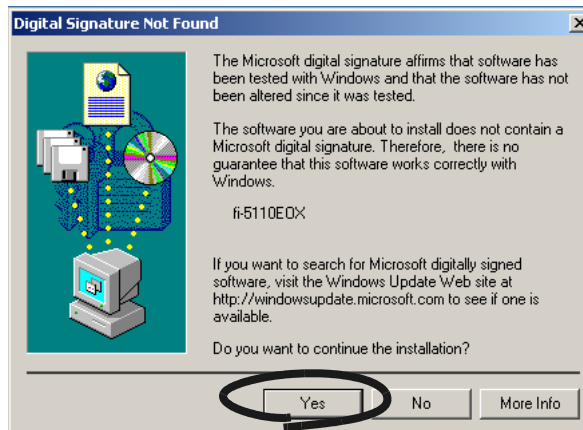 Digital Signature Not Found
The Microsoft digital signature affirms that software has
been tested with Windows and that the software has not
been altered since it was tested.
The software you are about to install does not contain a
Microsoft digital signature. Therefore, there is no
guarantee that this software works correctly with
Windows.
fi-5110EOX
If you want to search for Microsoft digitally signed
software, visit the Windows Update Web site at
http://windowsupdate.microsoft.com to see if one is
available.
Do you want to continue the installation?
Yes No More Info